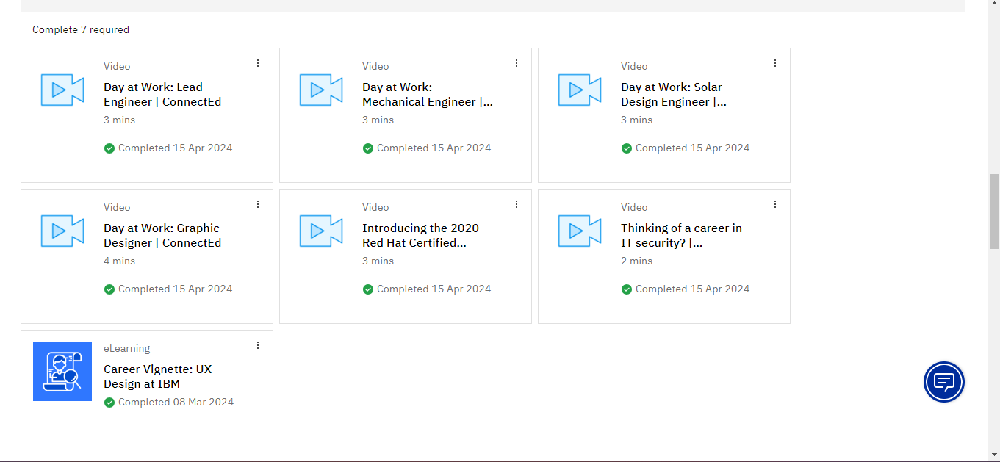 Complete 7 required
Video
Day at Work: Lead
Engineer | ConnectEd
3 mins
Completed 15 Apr 2024
Video
Day at Work:
Mechanical Engineer |...
3 mins
Completed 15 Apr 2024
Video
Day at Work: Solar
Design Engineer |...
3 mins
Completed 15 Apr 2024
Video
Day at Work: Graphic
Designer | ConnectEd
4 mins
Completed 15 Apr 2024
Video
Introducing the 2020
Red Hat Certified...
3 mins
Completed 15 Apr 2024
Video
Thinking of a career in
IT security? |...
2 mins
Completed 15 Apr 2024
eLearning
Career Vignette: UX
Design at IBM
Completed 08 Mar 2024